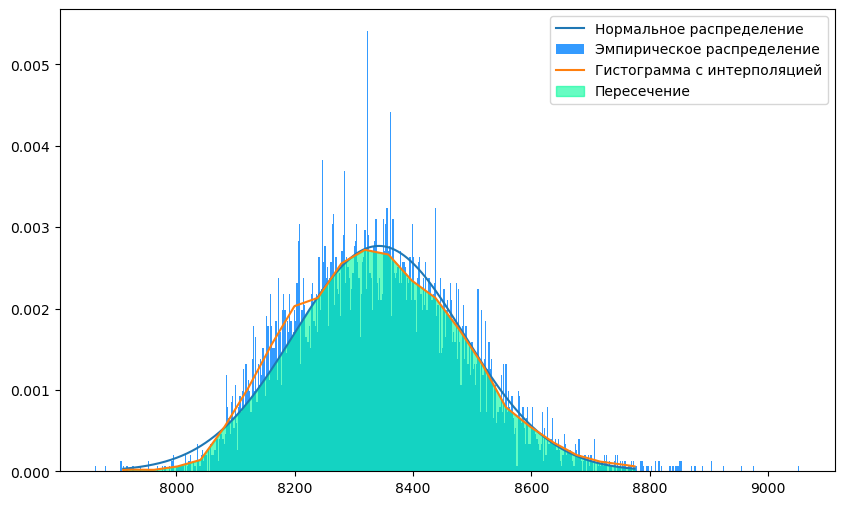 Нормальное распределение
Эмпирическое распределение
Гистограмма с интерполяцией
Пересечение
0.005
0.004
0.003
0.002
0.001
0.000
8000 8200 8400 8600 8800 9000